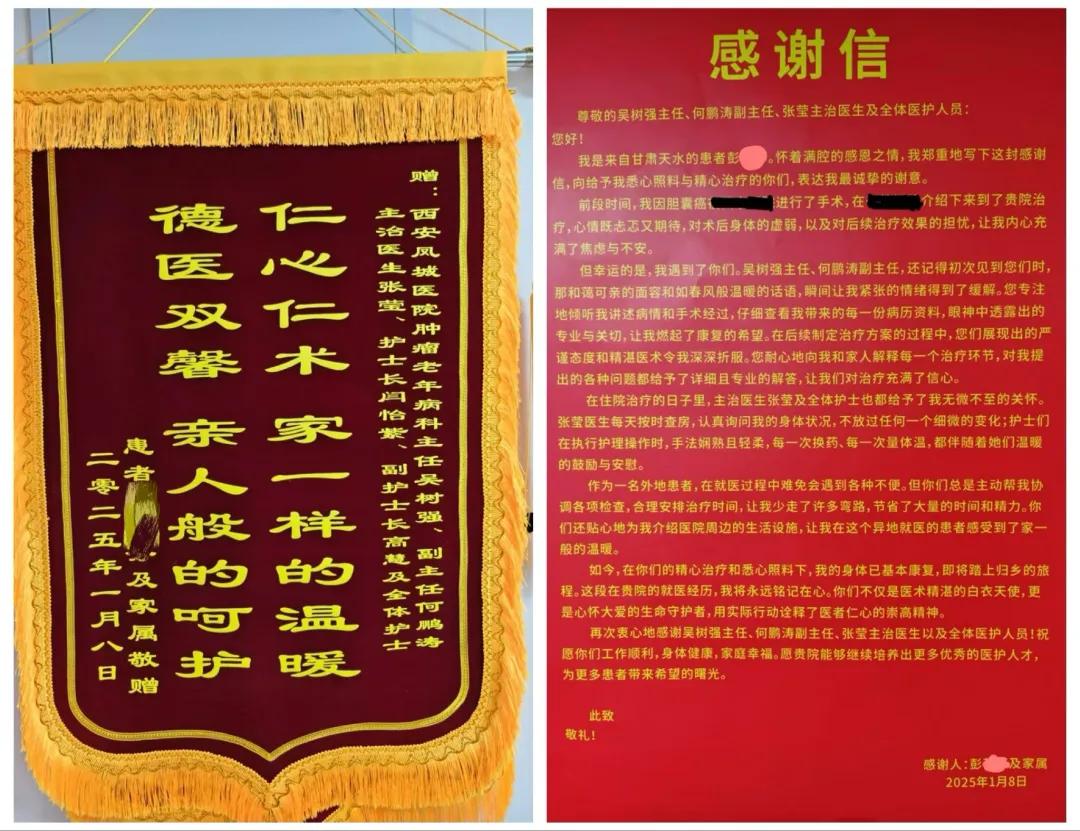 赠：西安凤城医院肿瘤老年病科主任吴树强、副主任何鹏涛
主治医生张莹、护士长闫怡紫、副护士长高慧及全体护士
仁心仁术 家一样的温暖
德医双馨 亲人般的呵护
患者 及家属敬赠
二零二五年一月八日
感谢信
尊敬的吴树强主任、何鹏涛副主任、张莹主治医生及全体医护人员：
您好！
我是来自甘肃天水的患者彭 。怀着满腔的感恩之情，我郑重地写下这封感谢
信，向给予我悉心照料与精心治疗的你们，表达我最诚挚的谢意。
前段时间，我因胆囊癌 进行了手术，在 介绍下来到了贵院治
疗，心情既忐忑又期待，对术后身体的虚弱，以及对后续治疗效果的担忧，让我内心充
满了焦虑与不安。
但幸运的是，我遇到了你们。吴树强主任、何鹏涛副主任，还记得初次见到您们时，
那和蔼可亲的面容和如春风般温暖的话语，瞬间让我紧张的情绪得到了缓解。您专注
地倾听我讲述病情和手术经过，仔细查看我带来的每一份病历资料，眼神中透露出的
专业与关切，让我燃起了康复的希望。在后续制定治疗方案的过程中，您们展现出的严
谨态度和精湛医术令我深深折服。您耐心地向我和家人解释每一个治疗环节，对我提
出的各种问题都给予了详细且专业的解答，让我们对治疗充满了信心。
在住院治疗的日子里，主治医生张莹及全体护士也都给予了我无微不至的关怀。
张莹医生每天按时查房，认真询问我的身体状况，不放过任何一个细微的变化；护士们
在执行护理操作时，手法娴熟且轻柔，每一次换药、每一次量体温，都伴随着她们温暖
的鼓励与安慰。
作为一名外地患者，在就医过程中难免会遇到各种不便。但你们总是主动帮我协
调各项检查，合理安排治疗时间，让我少走了许多弯路，节省了大量的时间和精力。你
们还贴心地为我介绍医院周边的生活设施，让我在这个异地就医的患者感受到了家一
般的温暖。
如今，在你们的精心治疗和悉心照料下，我的身体已基本康复，即将踏上归乡的旅
程。这段在贵院的就医经历，我将永远铭记在心。你们不仅是医术精湛的白衣天使，更
是心怀大爱的生命守护者，用实际行动诠释了医者仁心的崇高精神。
再次衷心地感谢吴树强主任、何鹏涛副主任、张莹主治医生以及全体医护人员！祝
愿你们工作顺利，身体健康，家庭幸福。愿贵院能够继续培养出更多优秀的医护人才，
为更多患者带来希望的曙光。
此致
敬礼！
感谢人：彭 及家属
2025年1月8日